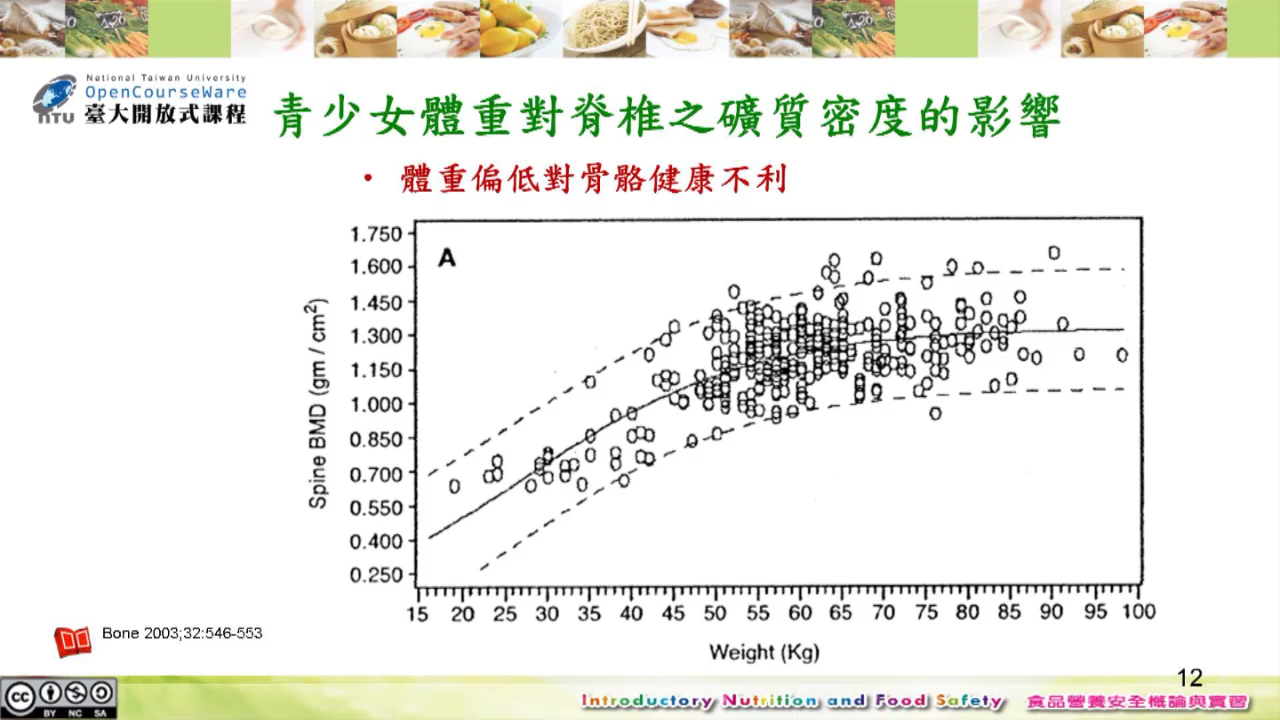 National Taiwan University
OpenCourseWare
NTU 臺大開放式課程
青少女體重對脊椎之礦質密度的影響
• 體重偏低對骨骼健康不利
A
Spine BMD (gm / cm²)
1.750
1.600
1.450
1.300
1.150
1.000
0.850
0.700
0.550
0.400
0.250
15 20 25 30 35 40 45 50 55 60 65 70 75 80 85 90 95 100
Weight (Kg)
Bone 2003;32:546-553
12
cc BY NC SA
Introductory Nutrition and Food Safety 食品營養安全概論與實習